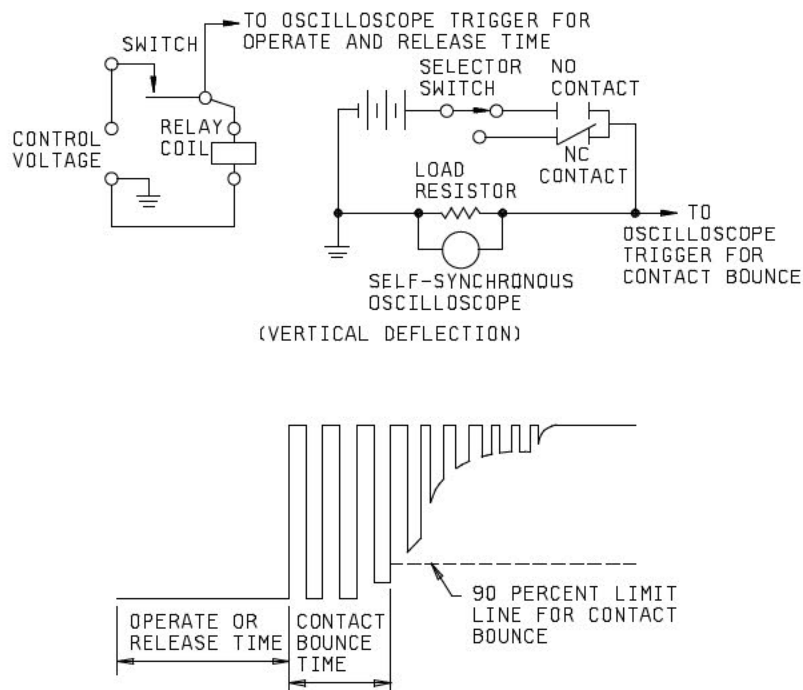 TO OSCILLOSCOPE TRIGGER FOR
OPERATE AND RELEASE TIME
SWITCH
SELECTOR
SWITCH
NO
CONTACT
CONTROL
VOLTAGE
RELAY
COIL
NC
CONTACT
LOAD
RESISTOR
TO
OSCILLOSCOPE
TRIGGER FOR
CONTACT BOUNCE
SELF-SYNCHRONOUS
OSCILLOSCOPE
(VERTICAL DEFLECTION)
90 PERCENT LIMIT
LINE FOR CONTACT
BOUNCE
OPERATE OR
RELEASE TIME
CONTACT
BOUNCE
TIME